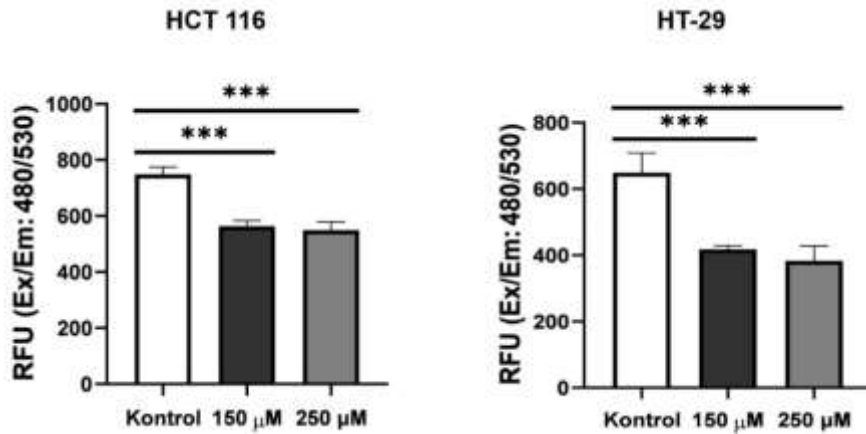 HCT 116
***
***
RFU (Ex/Em: 480/530)
1000
800
600
400
200
0
Kontrol 150 μM 250 μM
HT-29
***
***
RFU (Ex/Em: 480/530)
800
600
400
200
0
Kontrol 150 μM 250 μM